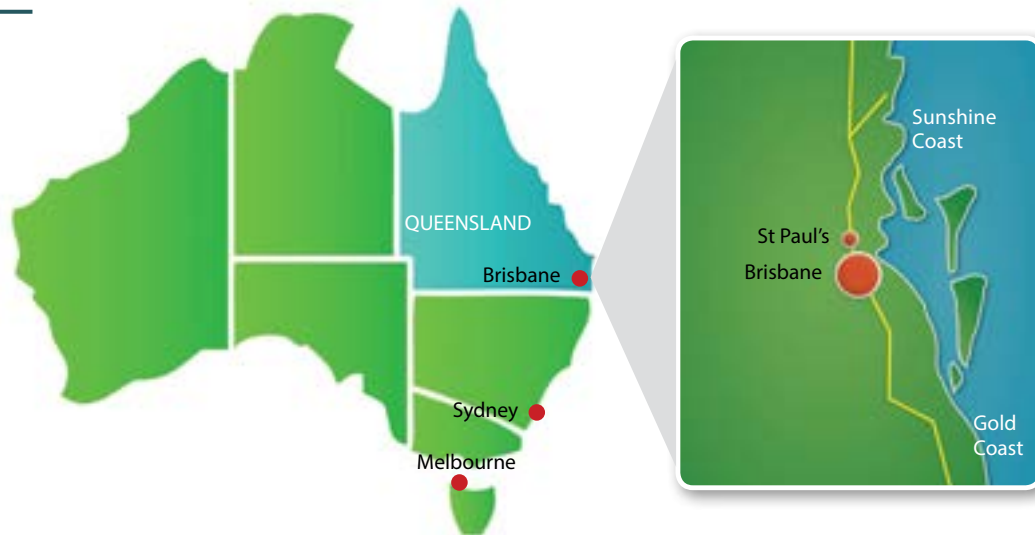 QUEENSLAND
Brisbane
Sydney
Melbourne
Sunshine
Coast
St Paul's
Brisbane
Gold
Coast